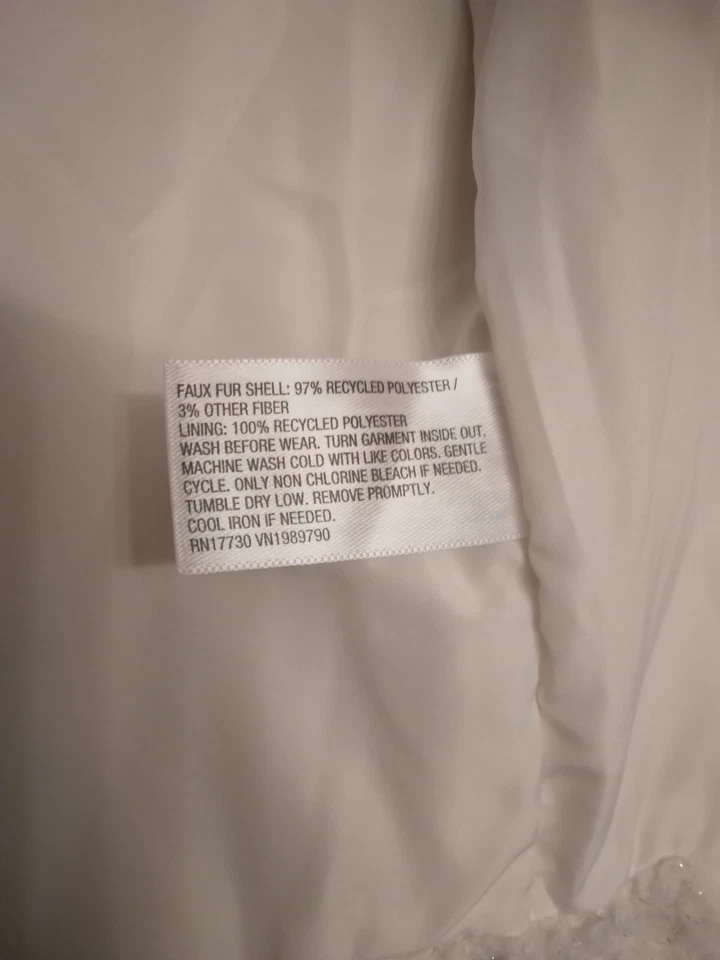 FAUX FUR SHELL: 97% RECYCLED POLYESTER /
3% OTHER FIBER
LINING: 100% RECYCLED POLYESTER
WASH BEFORE WEAR. TURN GARMENT INSIDE OUT.
MACHINE WASH COLD WITH LIKE COLORS. GENTLE
CYCLE. ONLY NON CHLORINE BLEACH IF NEEDED.
TUMBLE DRY LOW. REMOVE PROMPTLY.
COOL IRON IF NEEDED.
RN17730 VN1989790